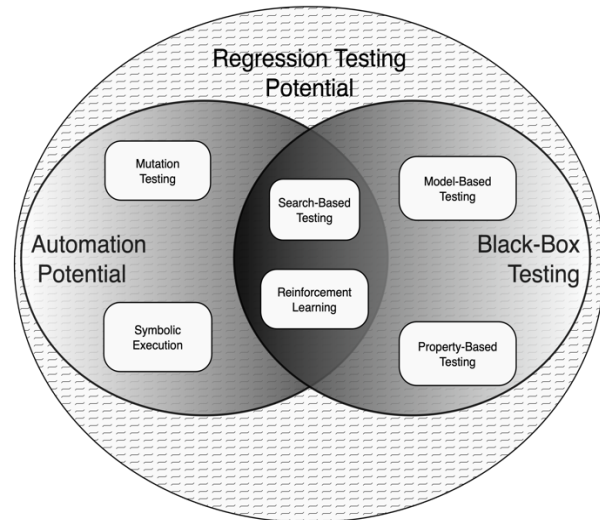 Regression Testing
Potential
Mutation
Testing
Search-Based
Testing
Model-Based
Testing
Automation
Potential
Black-Box
Testing
Reinforcement
Learning
Symbolic
Execution
Property-Based
Testing